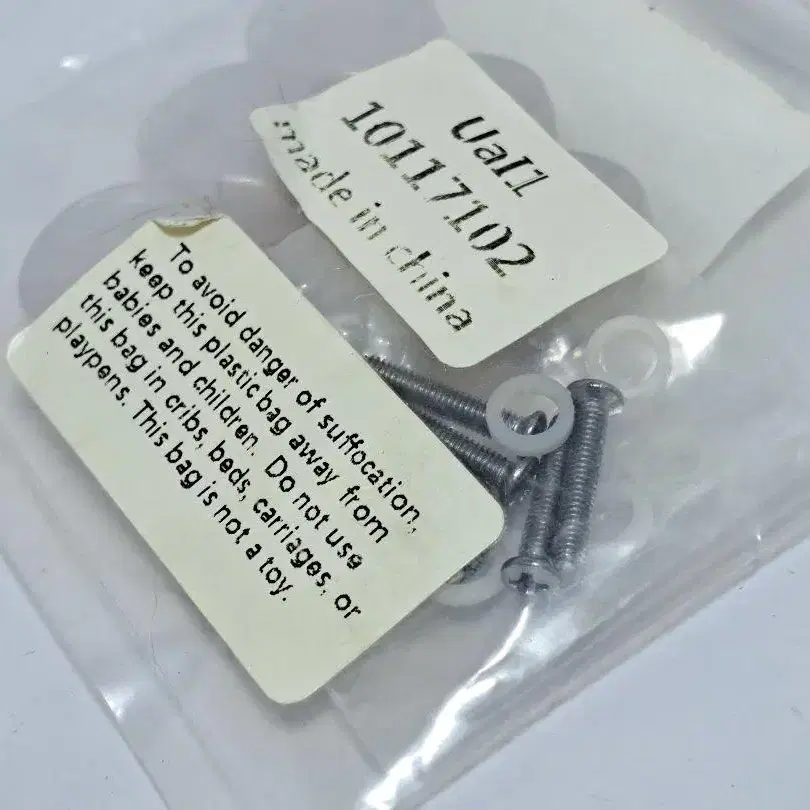 UaI1
10117102
made in china
To avoid danger of suffocation,
keep this plastic bag away from
babies and children. Do not use
this bag in cribs, beds, carriages, or
playpens. This bag is not a toy.